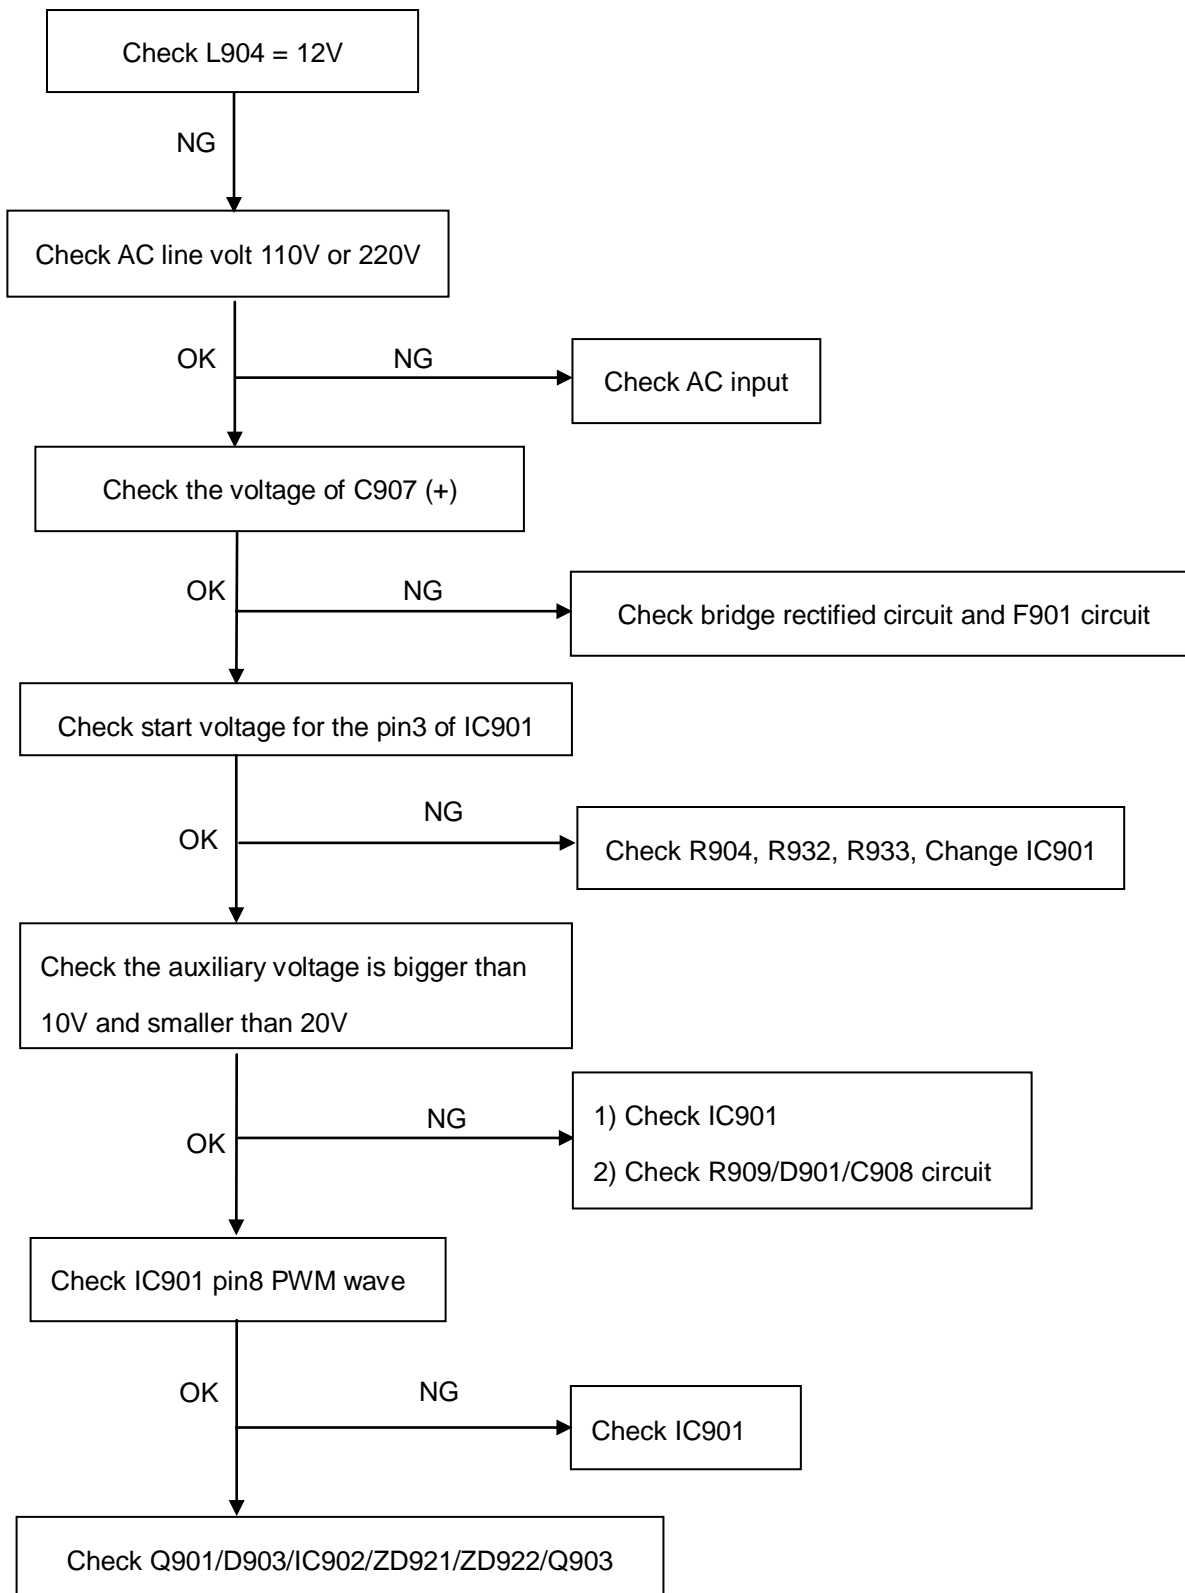 Check L904 = 12V
NG
Check AC line volt 110V or 220V
OK
NG
Check AC input
Check the voltage of C907 (+)
OK
NG
Check bridge rectified circuit and F901 circuit
Check start voltage for the pin3 of IC901
OK
NG
Check R904, R932, R933, Change IC901
Check the auxiliary voltage is bigger than
10V and smaller than 20V
OK
NG
1) Check IC901
2) Check R909/D901/C908 circuit
Check IC901 pin8 PWM wave
OK
NG
Check IC901
Check Q901/D903/IC902/ZD921/ZD922/Q903